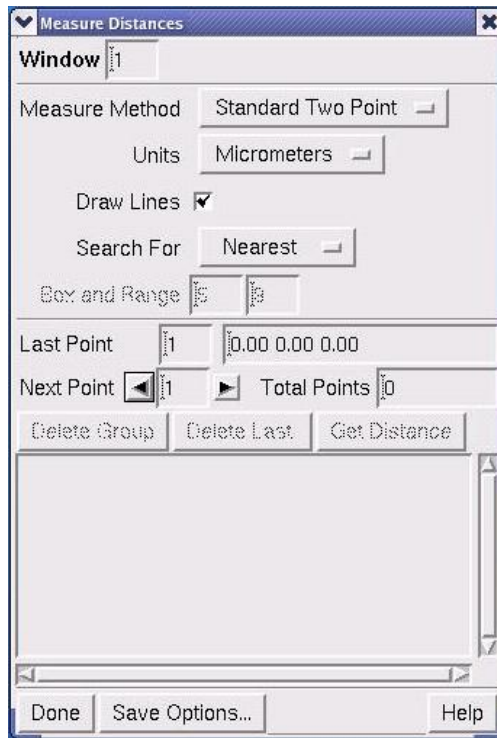 Measure Distances
Window 1
Measure Method Standard Two Point
Units Micrometers
Draw Lines
Search For Nearest
Box and Range 5 9
Last Point 1 0.00 0.00 0.00
Next Point 1 Total Points 0
Delete Group Delete Last Get Distance
Done Save Options... Help